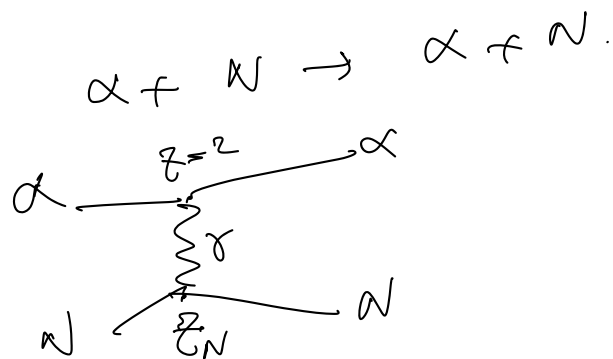 α + N → α + N.
z=2 α
α
γ
N
N z_N